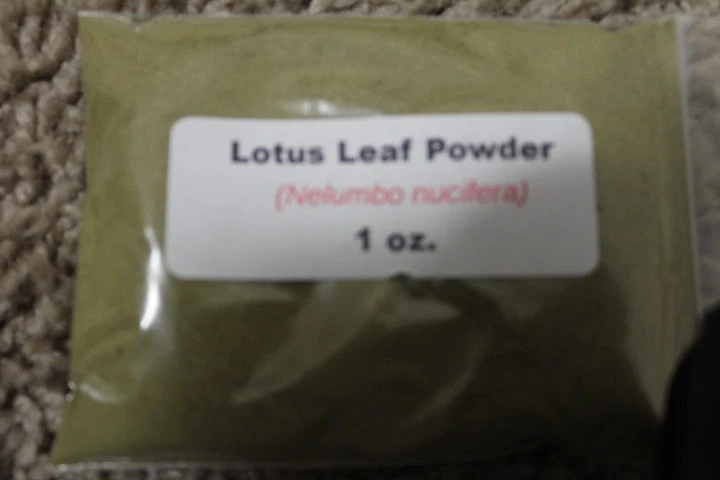 Lotus Leaf Powder
(Nelumbo nucifera)
1 oz.